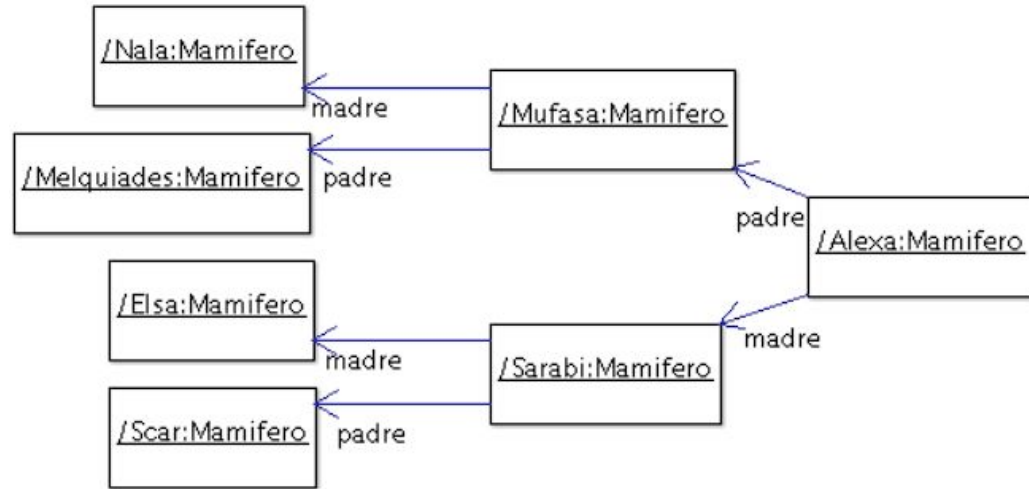 /Nala:Mamifero
madre
/Mufasa:Mamifero
/Melquiades:Mamifero
padre
padre
/Alexa:Mamifero
/Elsa:Mamifero
madre
madre
/Sarabi:Mamifero
/Scar:Mamifero
padre